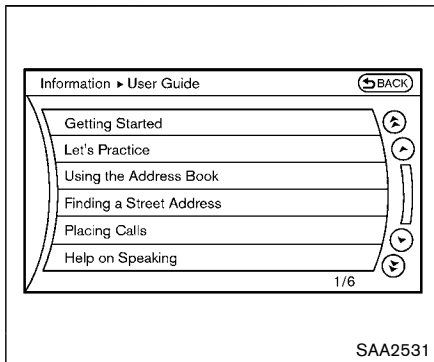 Information ▸ User Guide BACK
Getting Started
Let's Practice
Using the Address Book
Finding a Street Address
Placing Calls
Help on Speaking
1/6
SAA2531